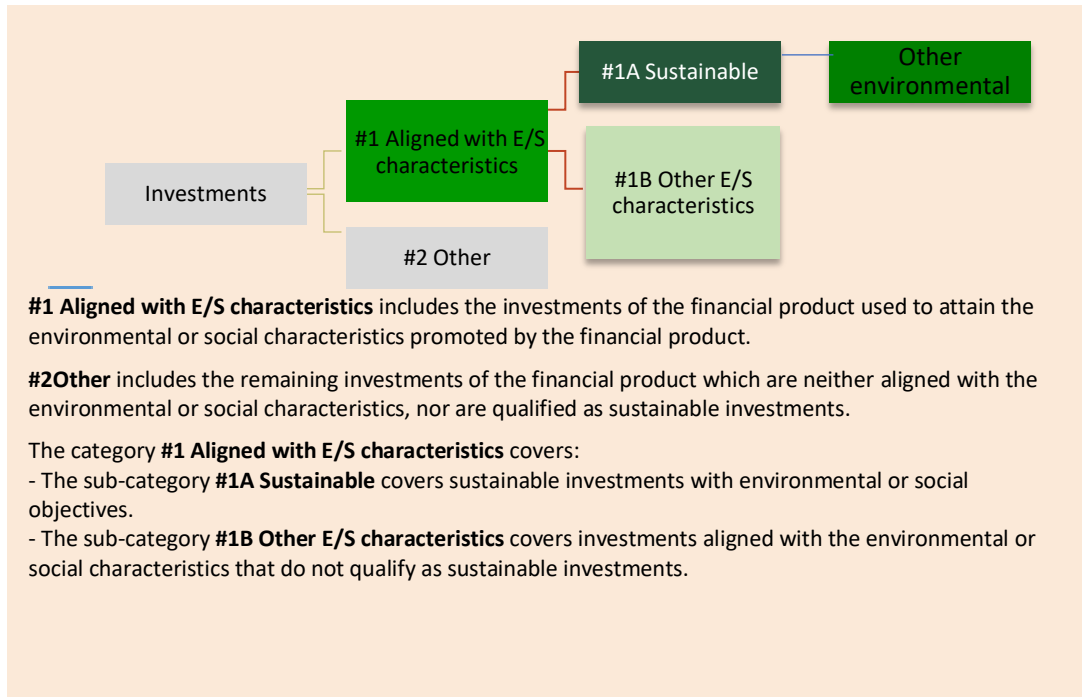 #1A Sustainable
Other
environmental
#1 Aligned with E/S
characteristics
#1B Other E/S
characteristics
Investments
#2 Other
#1 Aligned with E/S characteristics includes the investments of the financial product used to attain the
environmental or social characteristics promoted by the financial product.
#2Other includes the remaining investments of the financial product which are neither aligned with the
environmental or social characteristics, nor are qualified as sustainable investments.
The category #1 Aligned with E/S characteristics covers:
- The sub-category #1A Sustainable covers sustainable investments with environmental or social
objectives.
- The sub-category #1B Other E/S characteristics covers investments aligned with the environmental or
social characteristics that do not qualify as sustainable investments.